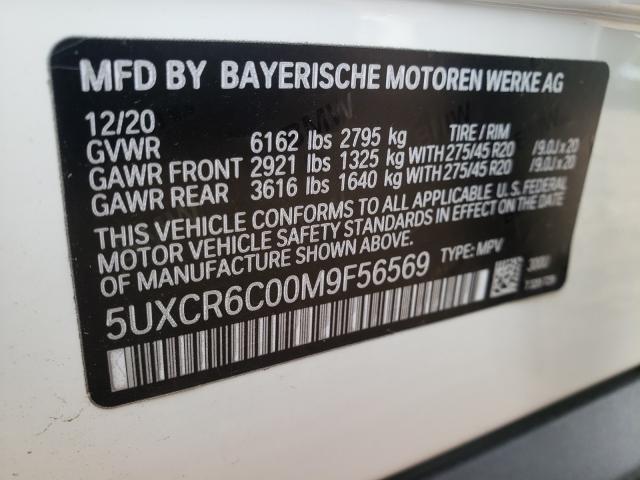 MFD BY BAYERISCHE MOTOREN WERKE AG
12/20 TIRE / RIM
GVWR 6162 lbs 2795 kg
GAWR FRONT 2921 lbs 1325 kg WITH 275/45 R20 /9.0J x 20
GAWR REAR 3616 lbs 1640 kg WITH 275/45 R20 /9.0J x 20
THIS VEHICLE CONFORMS TO ALL APPLICABLE U.S. FEDERAL
MOTOR VEHICLE SAFETY STANDARDS IN EFFECT ON THE DATE
OF MANUFACTURE SHOWN ABOVE.
5UXCR6C00M9F56569 TYPE: MPV